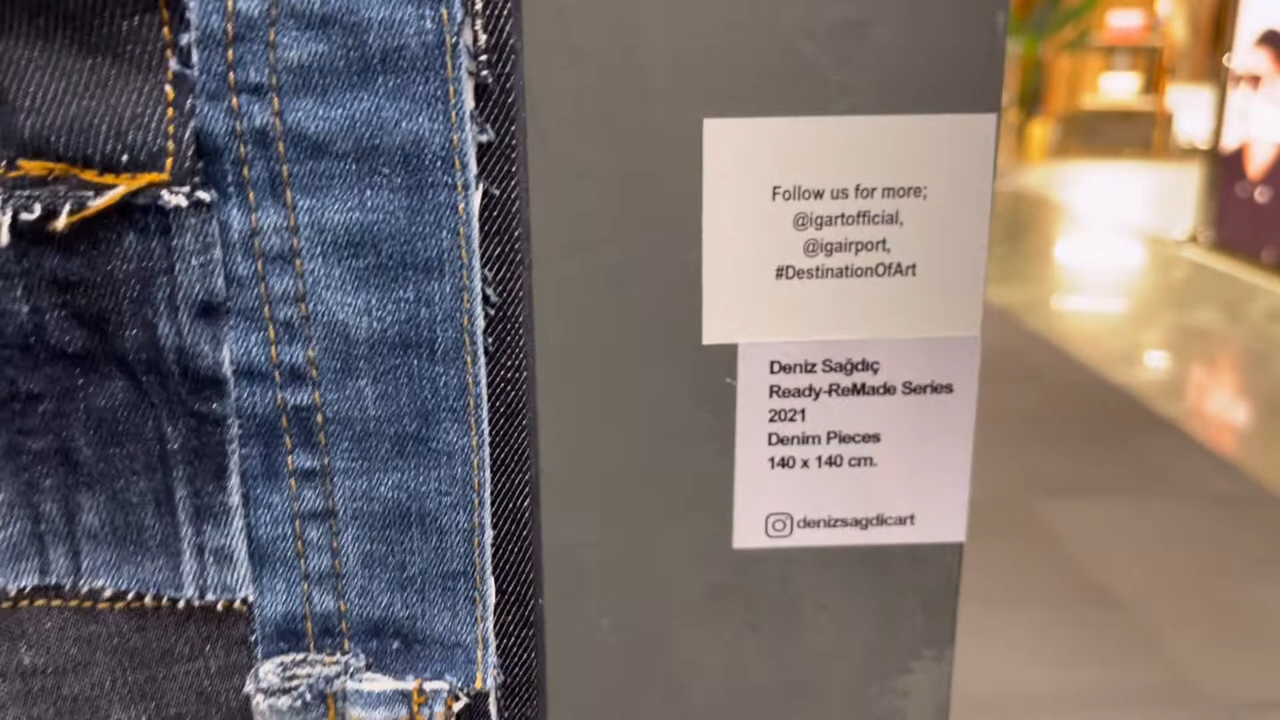 Follow us for more;
@igartofficial,
@igairport,
#DestinationOfArt
Deniz Sağdıç
Ready-ReMade Series
2021
Denim Pieces
140 x 140 cm.
denizsagdicart